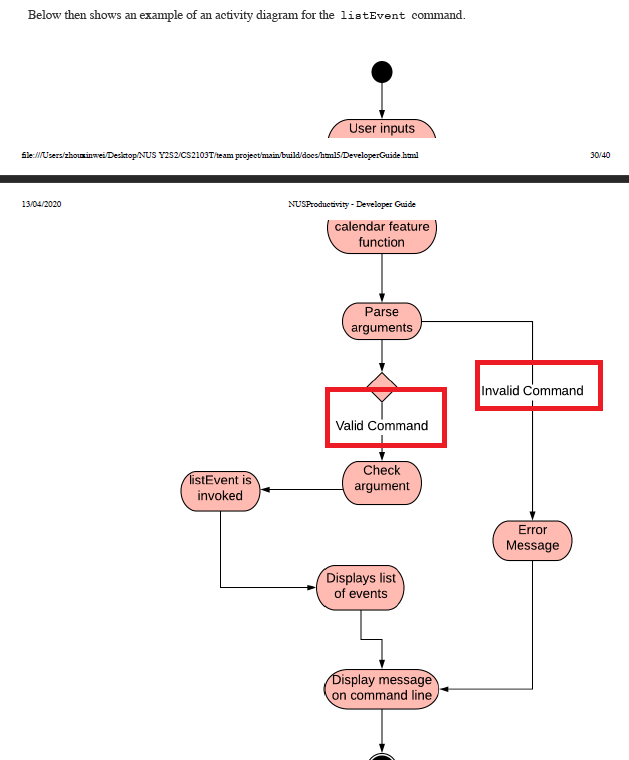 Below then shows an example of an activity diagram for the listEvent command.
User inputs
file:///Users/zhouxinwei/Desktop/NUS Y2S2/CS2103T/team project/main/build/docs/html5/DeveloperGuide.html 30/40
13/04/2020 NUSProductivity - Developer Guide
calendar feature
function
Parse
arguments
Invalid Command
Valid Command
Check
argument
listEvent is
invoked
Error
Message
Displays list
of events
Display message
on command line